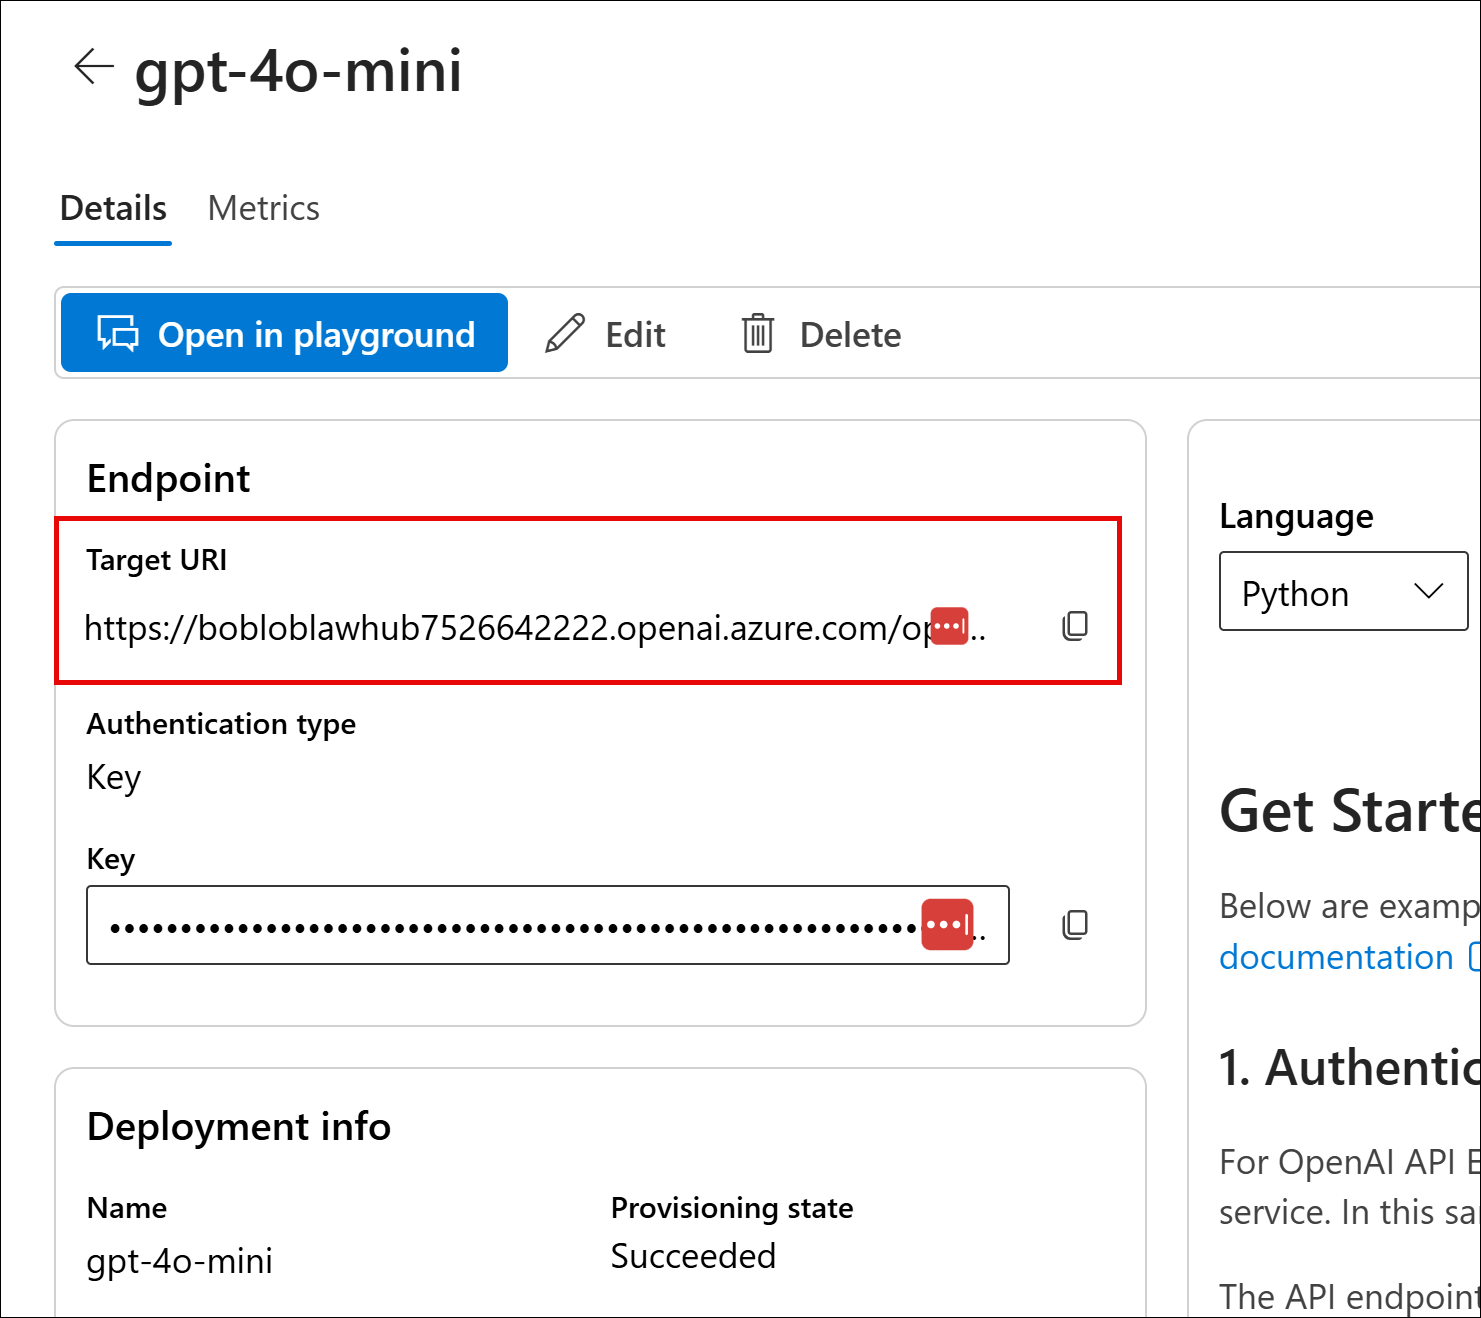 gpt-4o-mini
Details Metrics
Open in playground Edit Delete
Endpoint
Target URI
https://bobloblawhub7526642222.openai.azure.com/op..
Authentication type
Key
Key
Deployment info
Name
gpt-4o-mini
Provisioning state
Succeeded
Language
Python
Get Starte
Below are examp
documentation
1. Authentic
For OpenAI API E
service. In this sa
The API endpoint